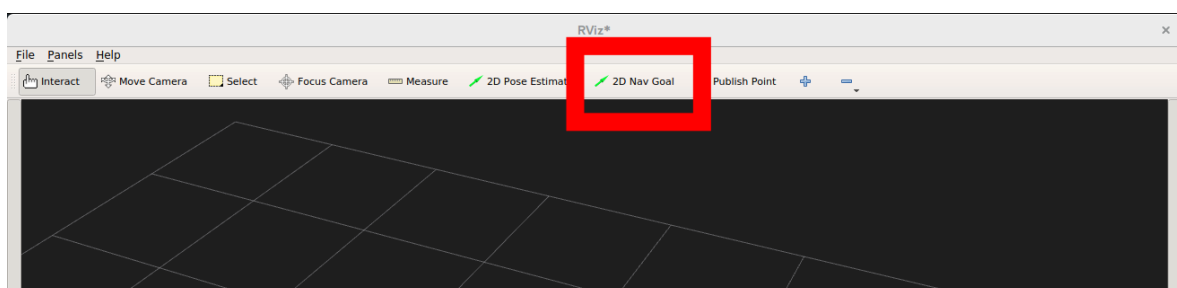 RViz*
File Panels Help
Interact Move Camera Select Focus Camera Measure 2D Pose Estimat 2D Nav Goal Publish Point